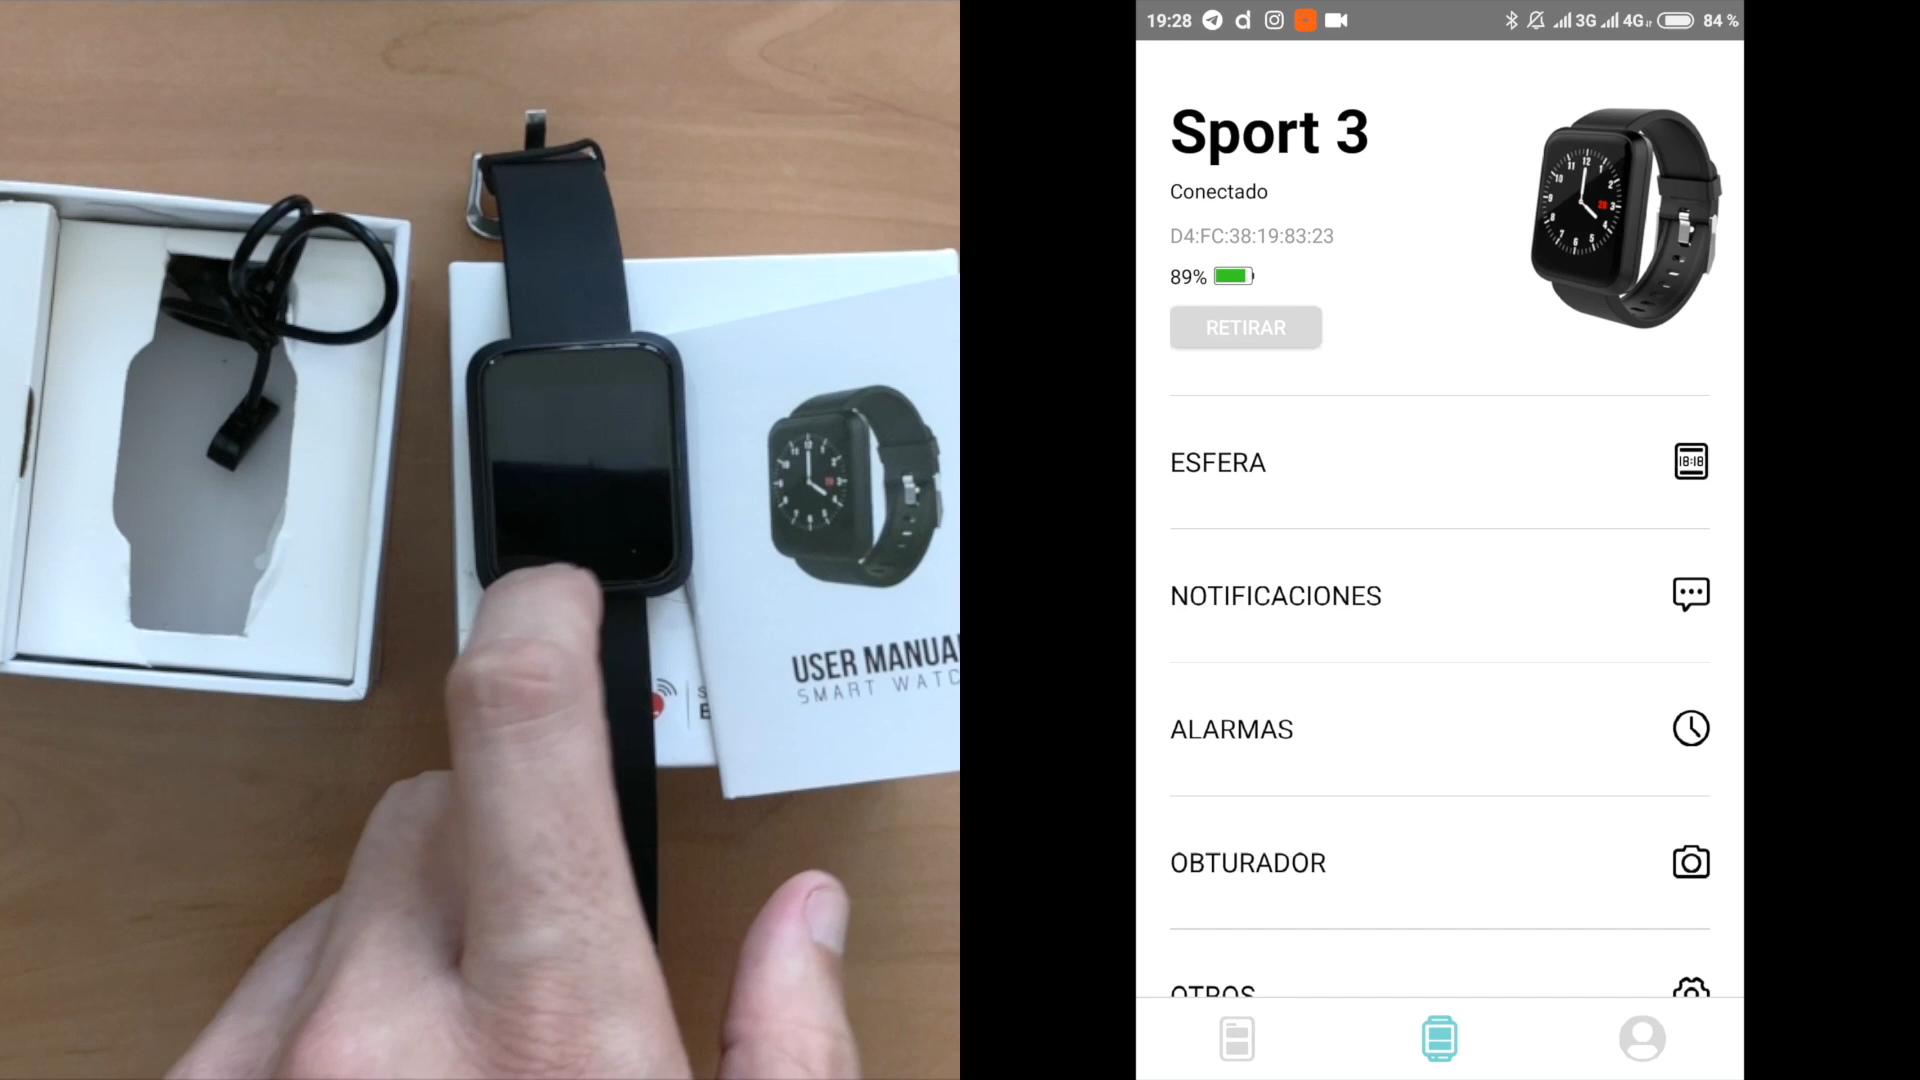 USER MANUA
SMART WATC
19:28
3G
4G
84 %
Sport 3
Conectado
D4:FC:38:19:83:23
89%
RETIRAR
ESFERA
18:18
NOTIFICACIONES
ALARMAS
OBTURADOR
OTROS